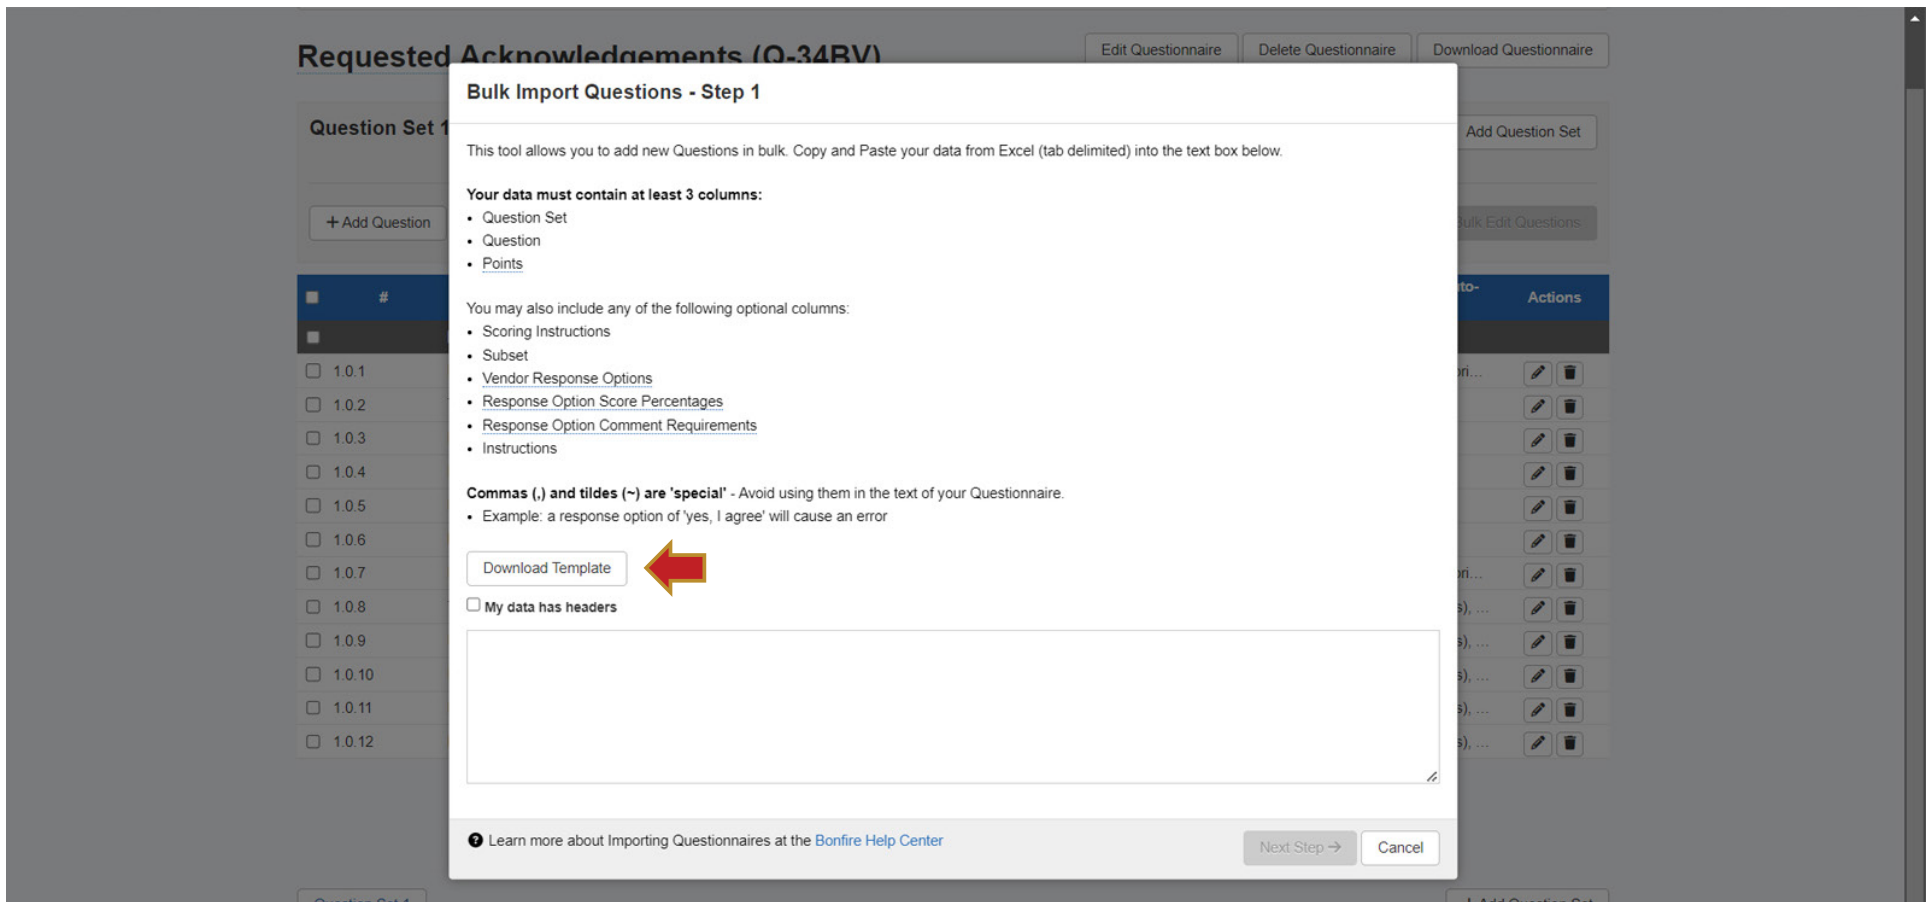 Requested Acknowledgements (Q-34BV)
Edit Questionnaire
Delete Questionnaire
Download Questionnaire
Bulk Import Questions - Step 1
Question Set 1
Add Question Set
This tool allows you to add new Questions in bulk. Copy and Paste your data from Excel (tab delimited) into the text box below.
Your data must contain at least 3 columns:
• Question Set
• Question
• Points
+ Add Question
Bulk Edit Questions
#
Actions
You may also include any of the following optional columns:
• Scoring Instructions
• Subset
• Vendor Response Options
• Response Option Score Percentages
• Response Option Comment Requirements
• Instructions
1.0.1
1.0.2
1.0.3
1.0.4
1.0.5
1.0.6
1.0.7
1.0.8
1.0.9
1.0.10
1.0.11
1.0.12
Commas (,) and tildes (~) are 'special' - Avoid using them in the text of your Questionnaire.
• Example: a response option of 'yes, I agree' will cause an error
Download Template
My data has headers
Learn more about Importing Questionnaires at the Bonfire Help Center
Next Step →
Cancel
Question Set 1
+ Add Question Set